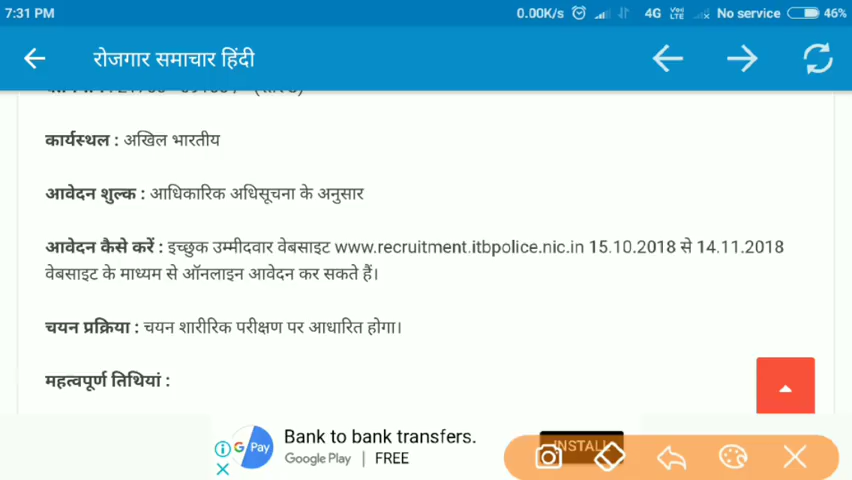 7:31 PM 0.00K/s 4G VoLTE No service 46%
रोजगार समाचार हिंदी
कार्यस्थल : अखिल भारतीय
आवेदन शुल्क : आधिकारिक अधिसूचना के अनुसार
आवेदन कैसे करें : इच्छुक उम्मीदवार वेबसाइट www.recruitment.itbpolice.nic.in 15.10.2018 से 14.11.2018
वेबसाइट के माध्यम से ऑनलाइन आवेदन कर सकते हैं।
चयन प्रक्रिया : चयन शारीरिक परीक्षण पर आधारित होगा।
महत्वपूर्ण तिथियां :
G Pay
Bank to bank transfers.
Google Play | FREE
INSTALL